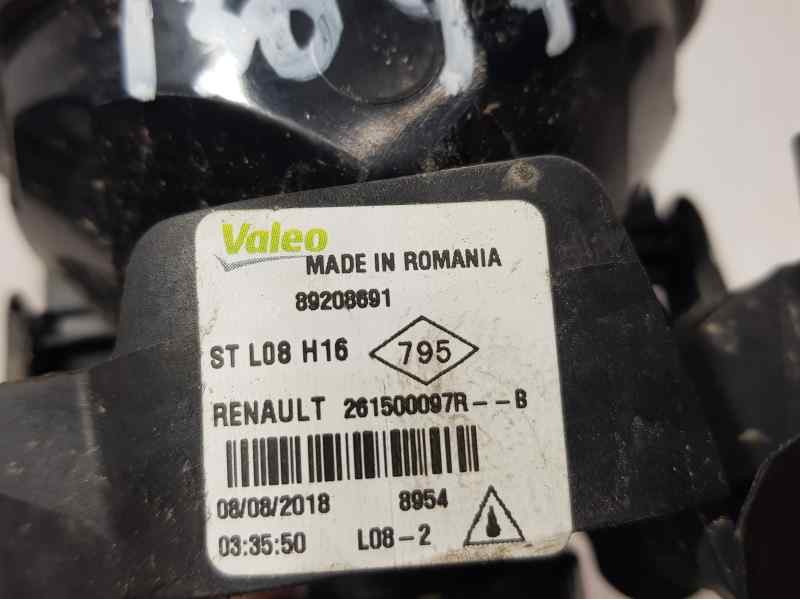 Valeo
MADE IN ROMANIA
89208691
ST L08 H16 795
RENAULT 261500097R--B
08/08/2018 8954
03:35:50 L08-2